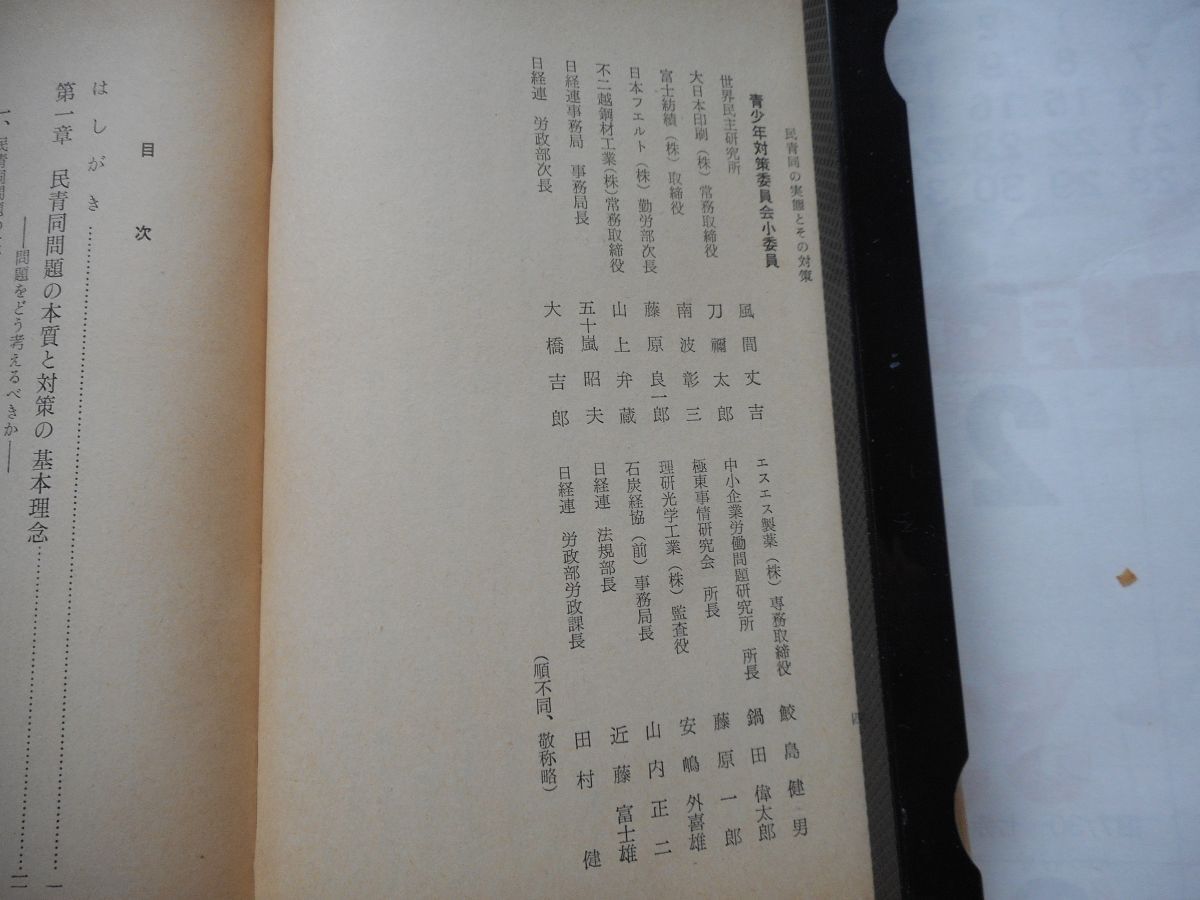 民青同の実態とその対策
四
青少年対策委員会小委員
世界民主研究所 風間丈吉
大日本印刷(株)常務取締役 刀禰太郎
富士紡績(株)取締役 南波彰三
日本フエルト(株)勤労部次長 藤原良一郎
不二越鋼材工業(株)常務取締役 山上弁蔵
日経連事務局 事務局長 五十嵐昭夫
日経連 労政部次長 大橋吉郎
エスエス製薬(株)専務取締役 鮫島健男
中小企業労働問題研究所 所長 鍋田偉太郎
極東事情研究会 所長 藤原一郎
理研光学工業(株)監査役 安嶋外喜雄
石炭経協(前)事務局長 山内正二
日経連 法規部長 近藤富士雄
日経連 労政部労政課長 田村健
(順不同、敬称略)
目次
はしがき………一
第一章 民青同問題の本質と対策の基本理念………二
――問題をどう考えるべきか――
一、民青同問題